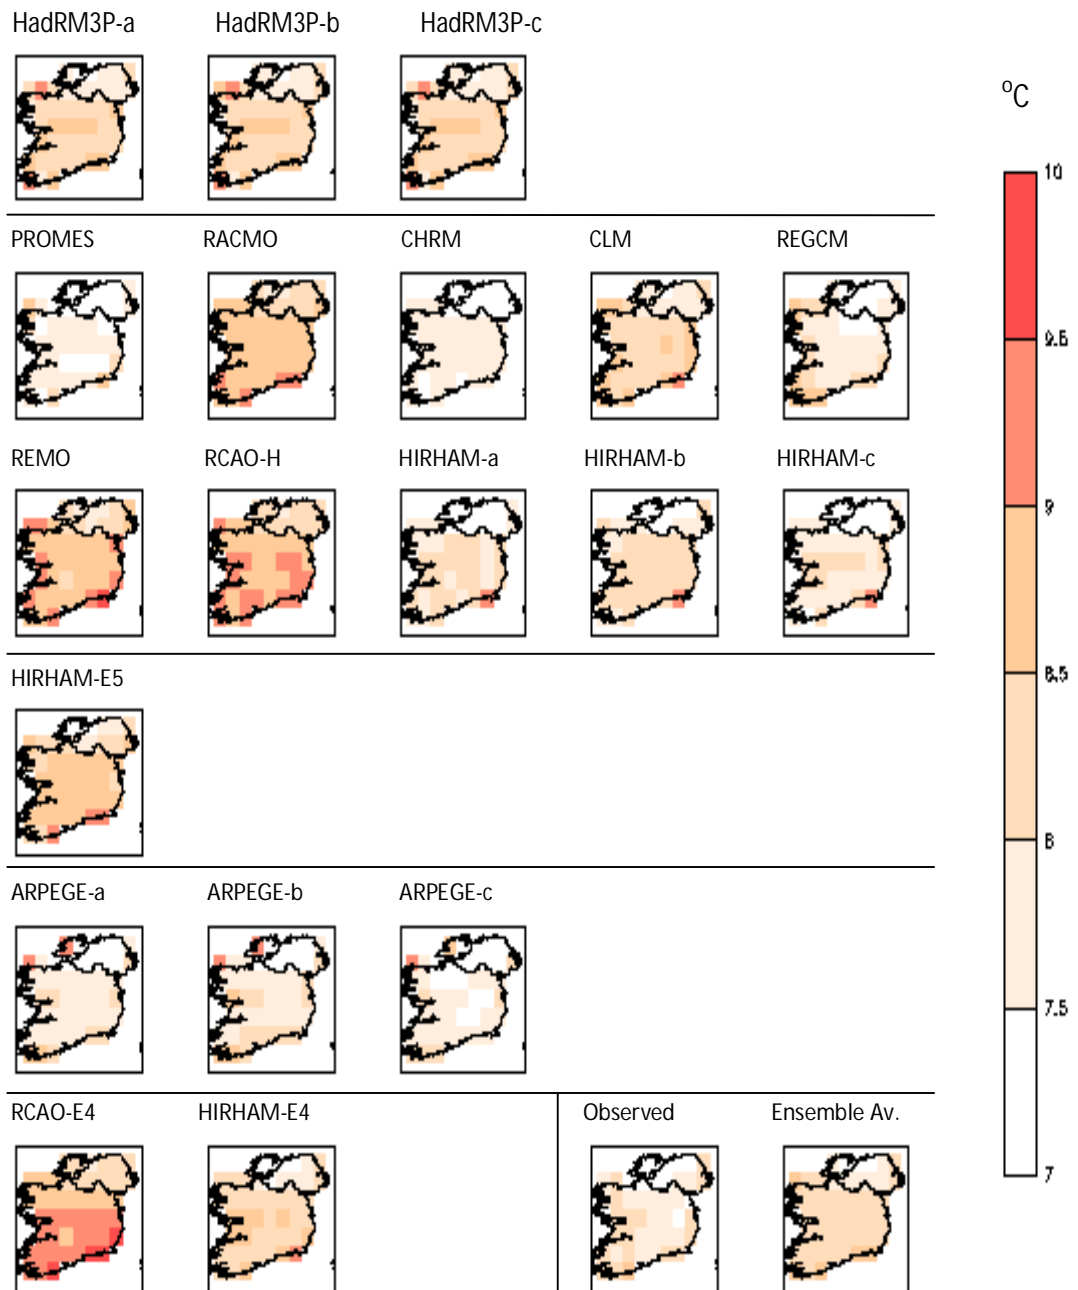 HadRM3P-a HadRM3P-b HadRM3P-c
°C
10
PROMES RACMO CHRM CLM REGCM
9.5
REMO RCAO-H HIRHAM-a HIRHAM-b HIRHAM-c
9
HIRHAM-E5
8.5
8
ARPEGE-a ARPEGE-b ARPEGE-c
7.5
RCAO-E4 HIRHAM-E4 Observed Ensemble Av.
7